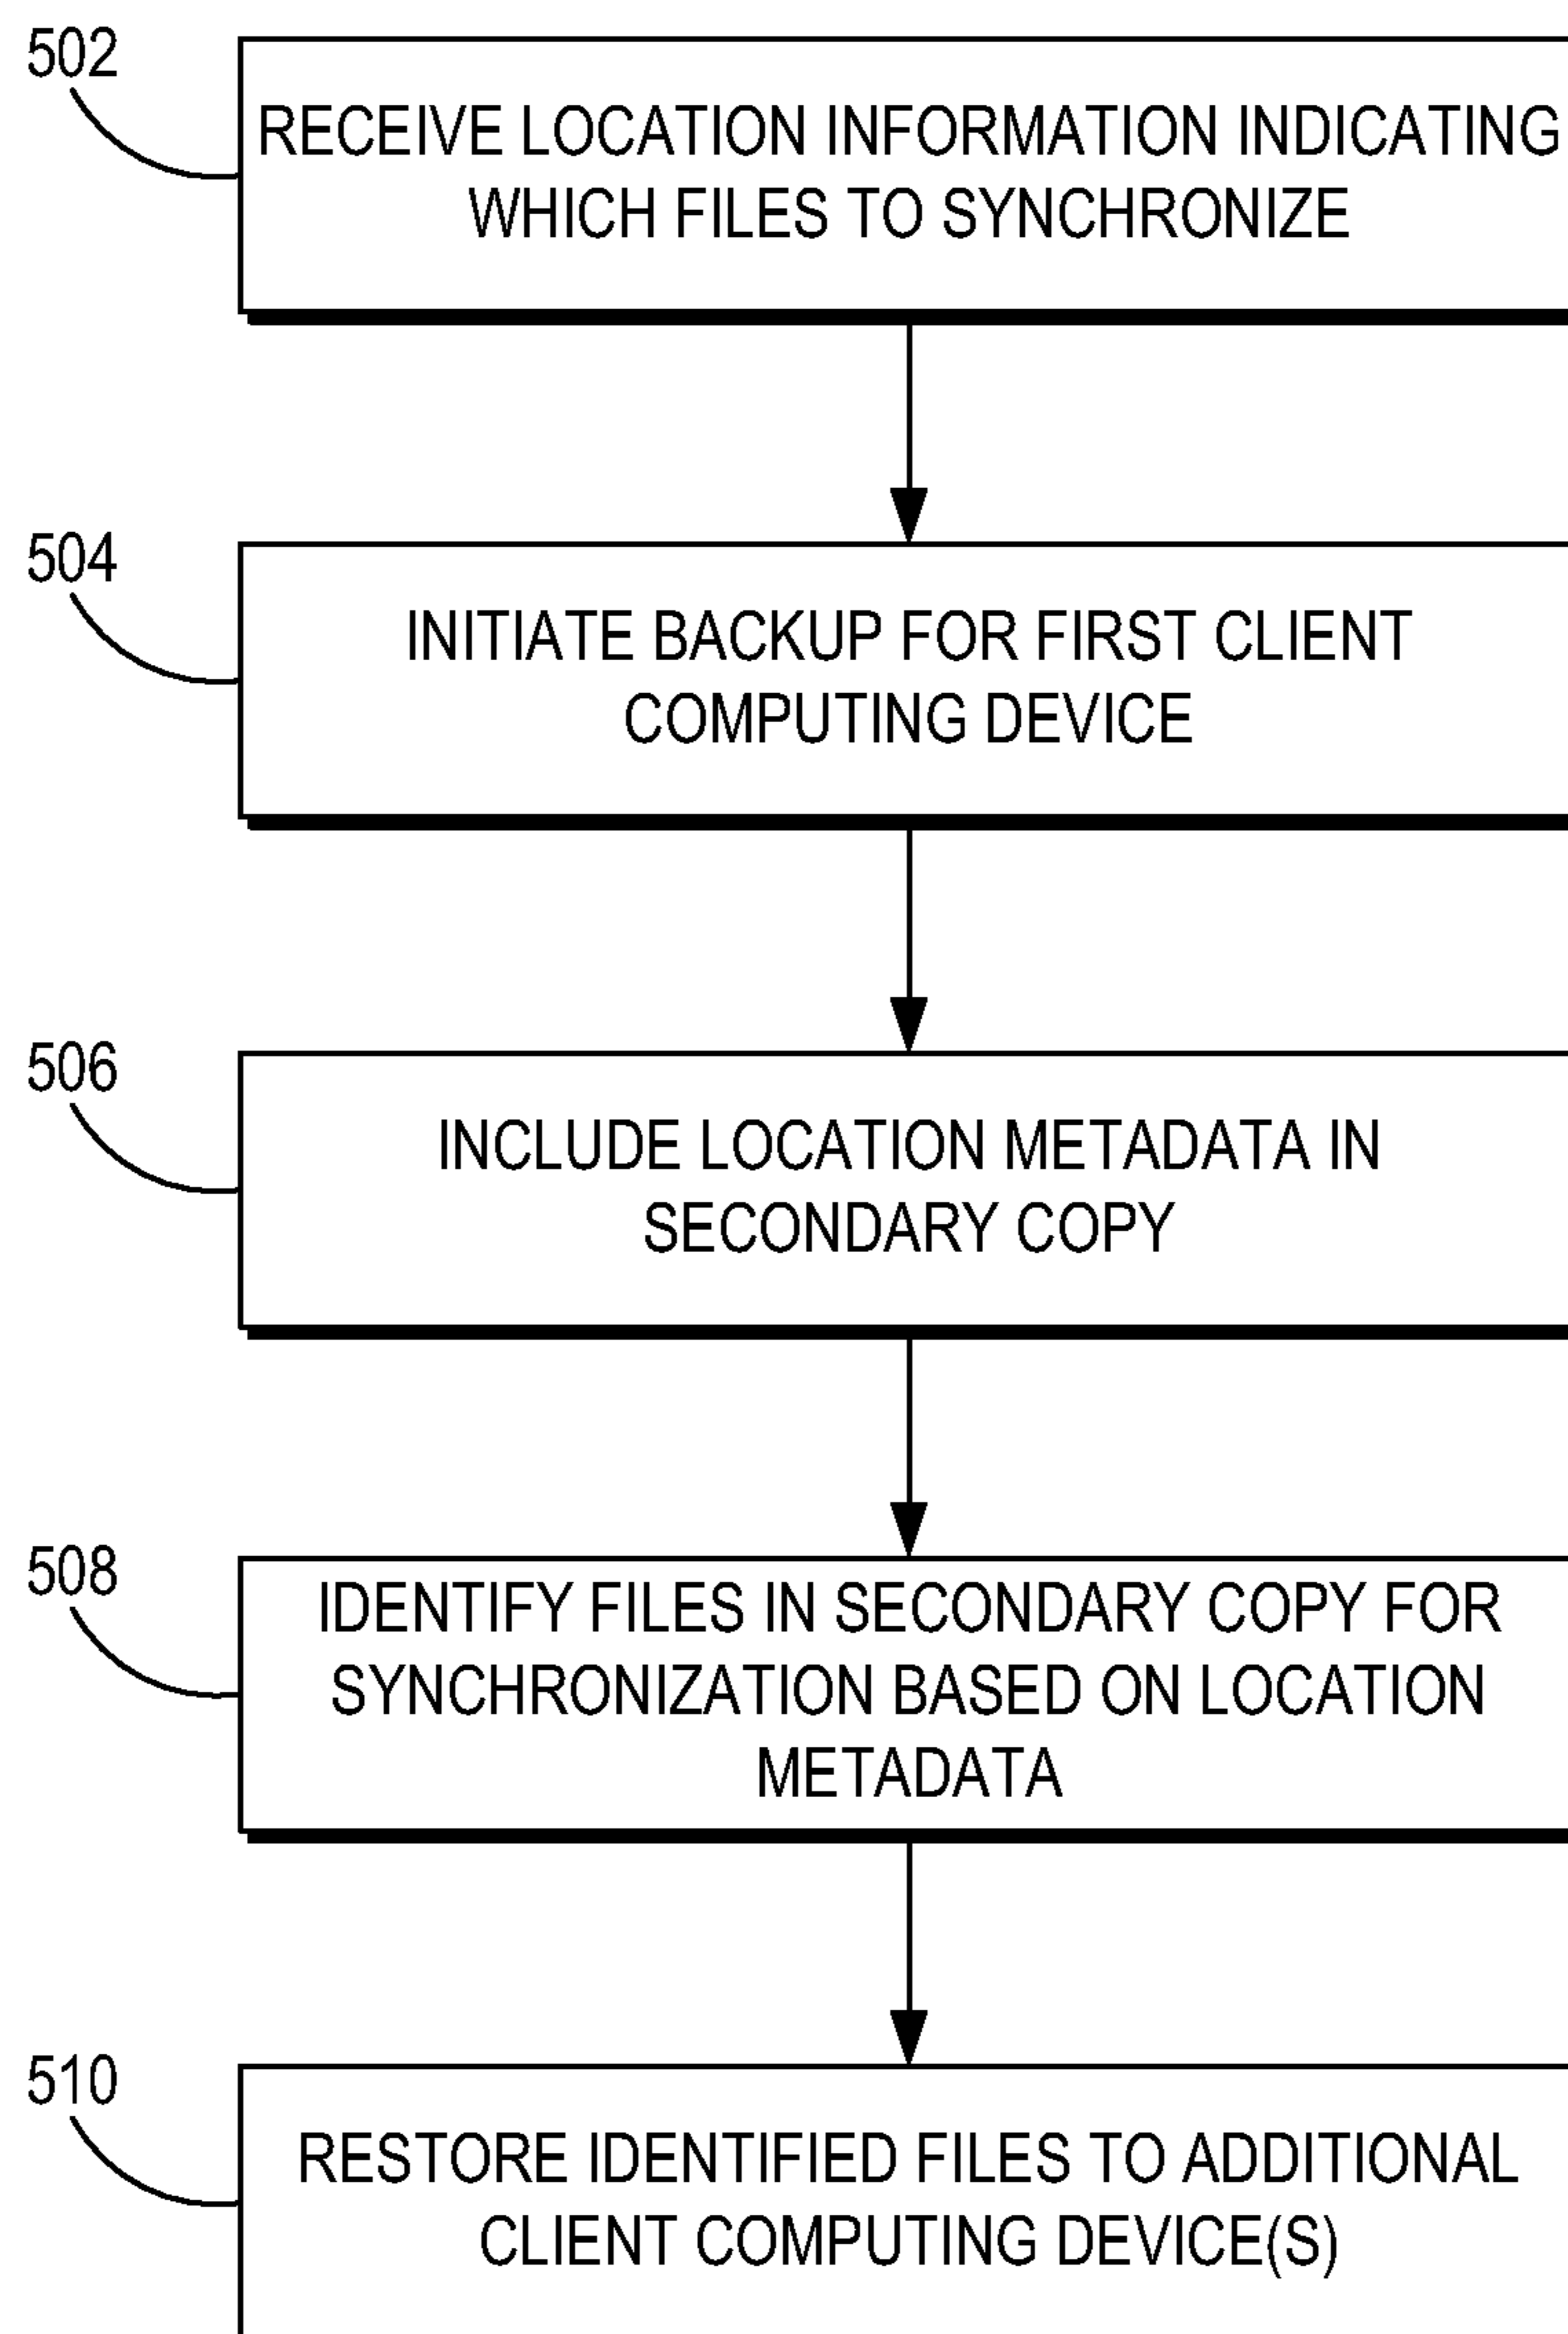 502
RECEIVE LOCATION INFORMATION INDICATING
WHICH FILES TO SYNCHRONIZE
504
INITIATE BACKUP FOR FIRST CLIENT
COMPUTING DEVICE
506
INCLUDE LOCATION METADATA IN
SECONDARY COPY
508
IDENTIFY FILES IN SECONDARY COPY FOR
SYNCHRONIZATION BASED ON LOCATION
METADATA
510
RESTORE IDENTIFIED FILES TO ADDITIONAL
CLIENT COMPUTING DEVICE(S)